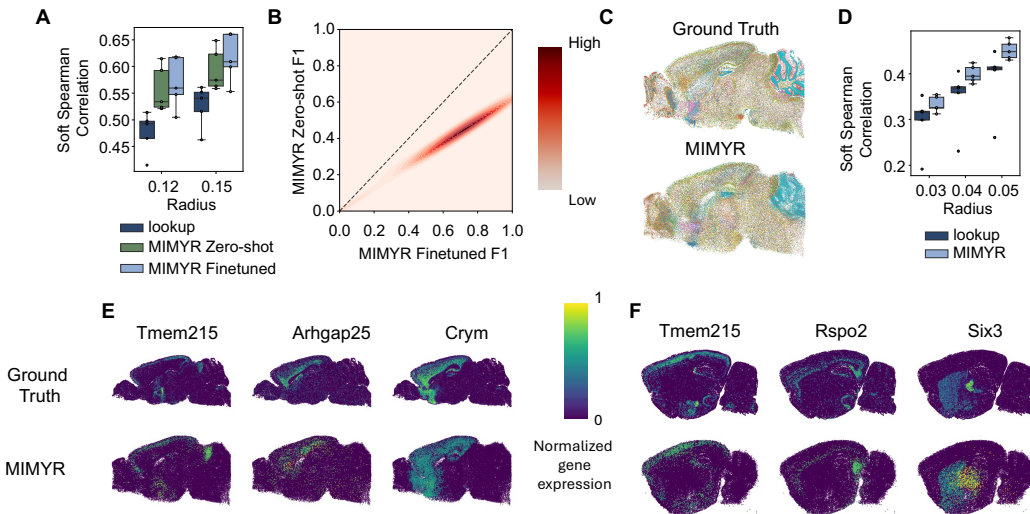 A
Soft Spearman
Correlation
0.65
0.60
0.55
0.50
0.45
0.12
0.15
Radius
lookup
MIMYR Zero-shot
MIMYR Finetuned
B
MIMYR Zero-shot F1
1.0
0.8
0.6
0.4
0.2
0.0
0.0 0.2 0.4 0.6 0.8 1.0
MIMYR Finetuned F1
High
Low
C
Ground Truth
MIMYR
D
Soft Spearman
Correlation
0.4
0.3
0.2
0.03 0.04 0.05
Radius
lookup
MIMYR
E
Tmem215 Arhgap25 Crym
Ground
Truth
MIMYR
1
0
Normalized
gene
expression
F
Tmem215 Rspo2 Six3